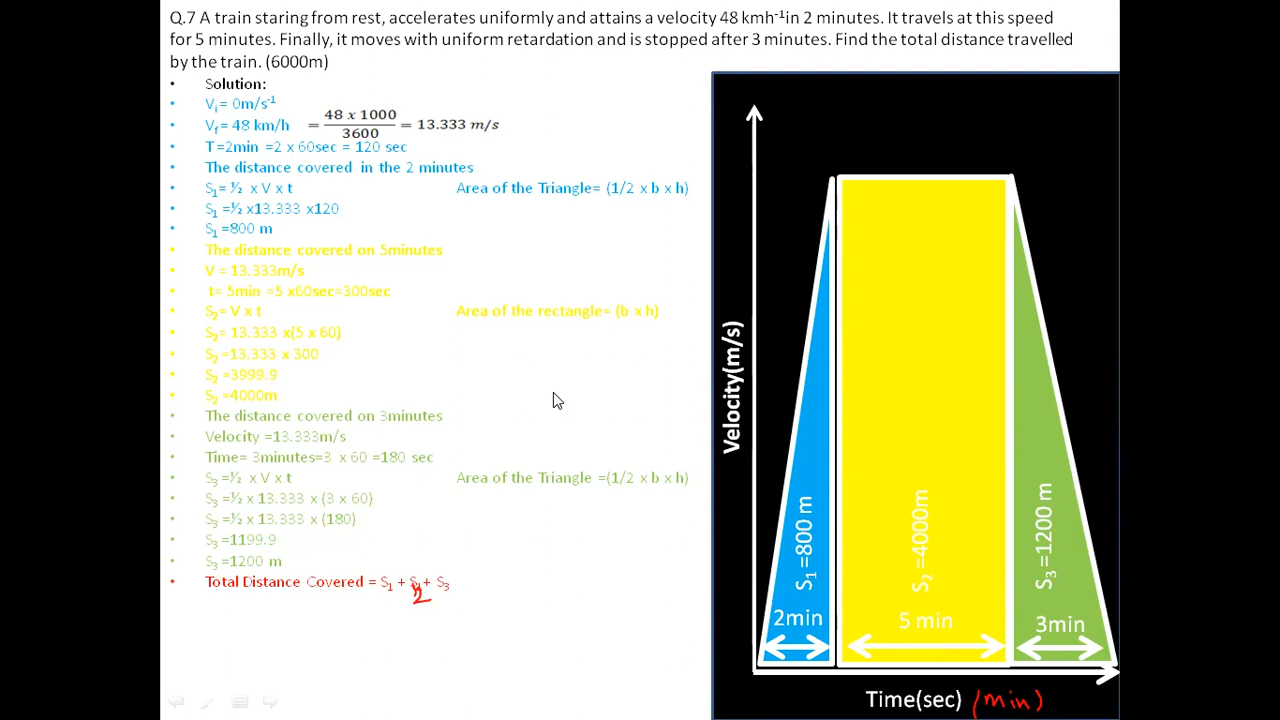 Q.7 A train staring from rest, accelerates uniformly and attains a velocity 48 kmh⁻¹in 2 minutes. It travels at this speed
for 5 minutes. Finally, it moves with uniform retardation and is stopped after 3 minutes. Find the total distance travelled
by the train. (6000m)
• Solution:
• Vᵢ = 0m/s⁻¹
• V_f = 48 km/h = 48 x 1000 / 3600 = 13.333 m/s
• T =2min =2 x 60sec = 120 sec
• The distance covered in the 2 minutes
• S₁= ½ x V x t Area of the Triangle= (1/2 x b x h)
• S₁ =½ x13.333 x120
• S₁ =800 m
• The distance covered on 5minutes
• V = 13.333m/s
• t= 5min =5 x60sec=300sec
• S₂= V x t Area of the rectangle= (b x h)
• S₂= 13.333 x(5 x 60)
• S₂ =13.333 x 300
• S₂ =3999.9
• S₂ =4000m
• The distance covered on 3minutes
• Velocity =13.333m/s
• Time= 3minutes=3 x 60 =180 sec
• S₃ =½ x V x t Area of the Triangle =(1/2 x b x h)
• S₃ =½ x 13.333 x (3 x 60)
• S₃ =½ x 13.333 x (180)
• S₃ =1199.9
• S₃ =1200 m
• Total Distance Covered = S₁ + S₂ + S₃
Velocity(m/s)
S₁ =800 m
S₂ =4000m
S₃ =1200 m
2min
5 min
3min
Time(sec) (min)